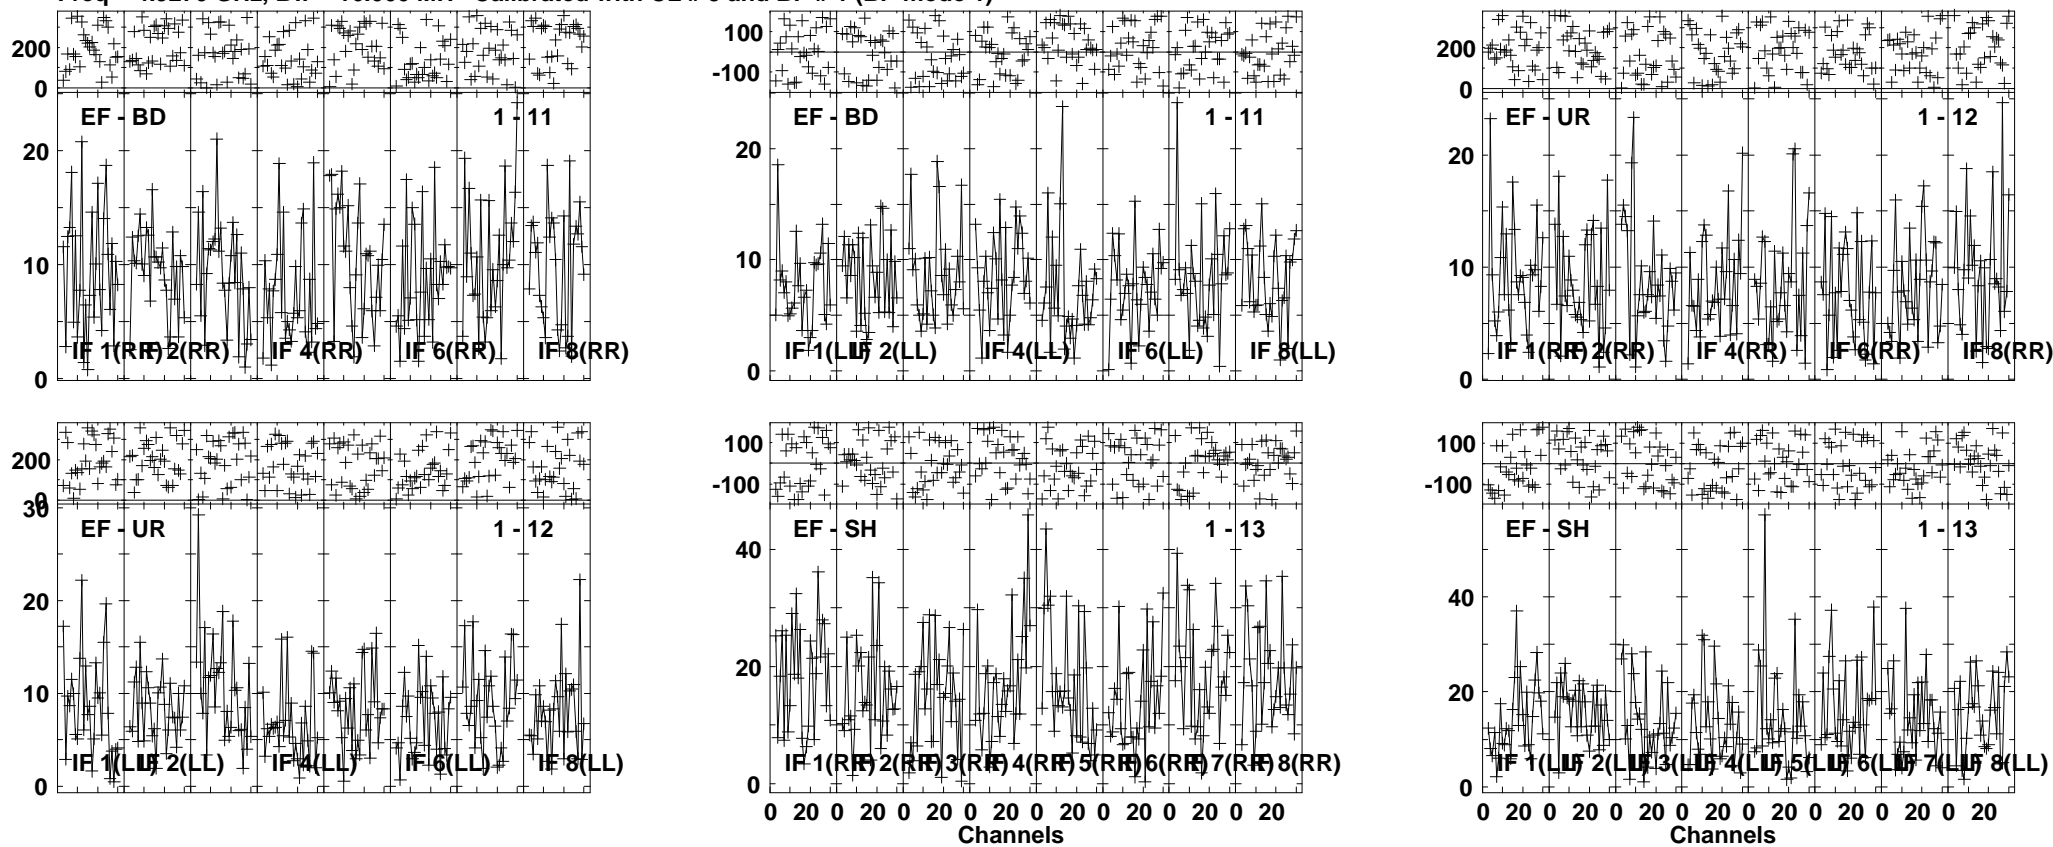 200
0
EF - BD 1 - 11
20
10
0
IF 1(RR) IF 2(RR) IF 4(RR) IF 6(RR) IF 8(RR)
100
-100
EF - BD 1 - 11
20
10
0
IF 1(LL) IF 2(LL) IF 4(LL) IF 6(LL) IF 8(LL)
200
0
EF - UR 1 - 12
20
10
0
IF 1(RR) IF 2(RR) IF 4(RR) IF 6(RR) IF 8(RR)
200
0
30
EF - UR 1 - 12
20
10
0
IF 1(LL) IF 2(LL) IF 4(LL) IF 6(LL) IF 8(LL)
100
-100
EF - SH 1 - 13
40
20
0
IF 1(RR) IF 2(RR) IF 3(RR) IF 4(RR) IF 5(RR) IF 6(RR) IF 7(RR) IF 8(RR)
0 20 0 20 0 20 0 20 0 20 0 20 0 20 0 20
Channels
100
-100
EF - SH 1 - 13
40
20
0
IF 1(LL) IF 2(LL) IF 3(LL) IF 4(LL) IF 5(LL) IF 6(LL) IF 7(LL) IF 8(LL)
0 20 0 20 0 20 0 20 0 20 0 20 0 20 0 20
Channels